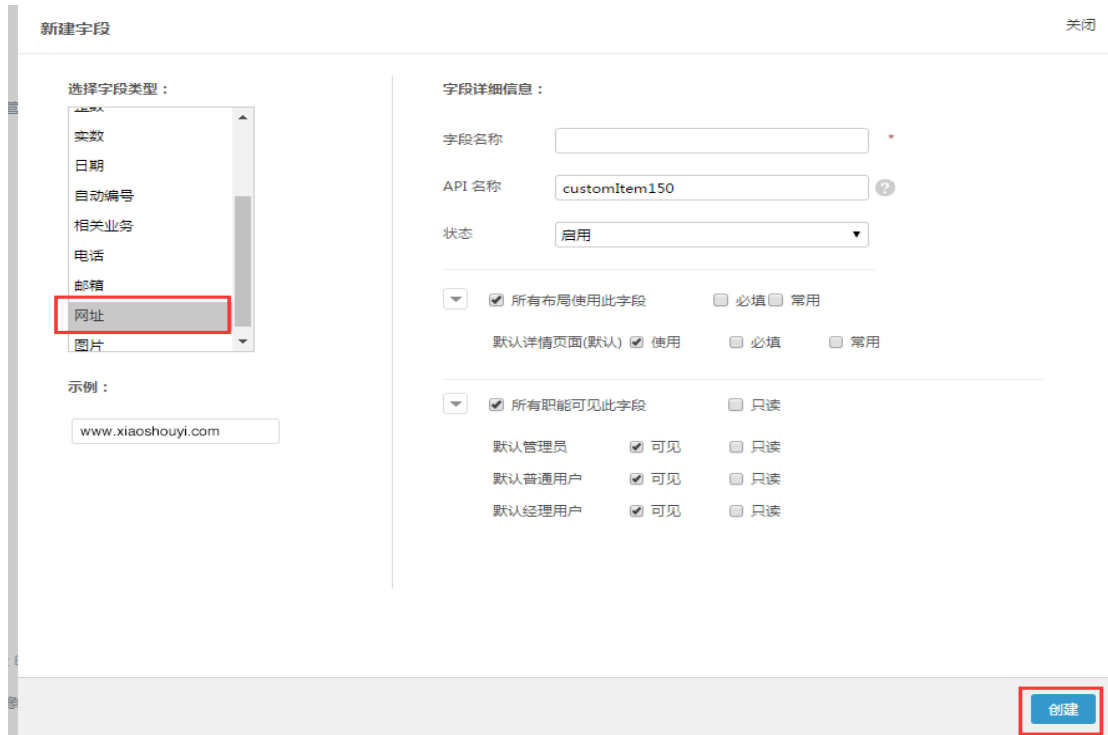 新建字段
关闭
选择字段类型：
实数
日期
自动编号
相关业务
电话
邮箱
网址
图片
示例：
www.xiaoshouyi.com
字段详细信息：
字段名称 *
API 名称 customItem150 ?
状态 启用
所有布局使用此字段 必填 常用
默认详情页面(默认) 使用 必填 常用
所有职能可见此字段 只读
默认管理员 可见 只读
默认普通用户 可见 只读
默认经理用户 可见 只读
创建